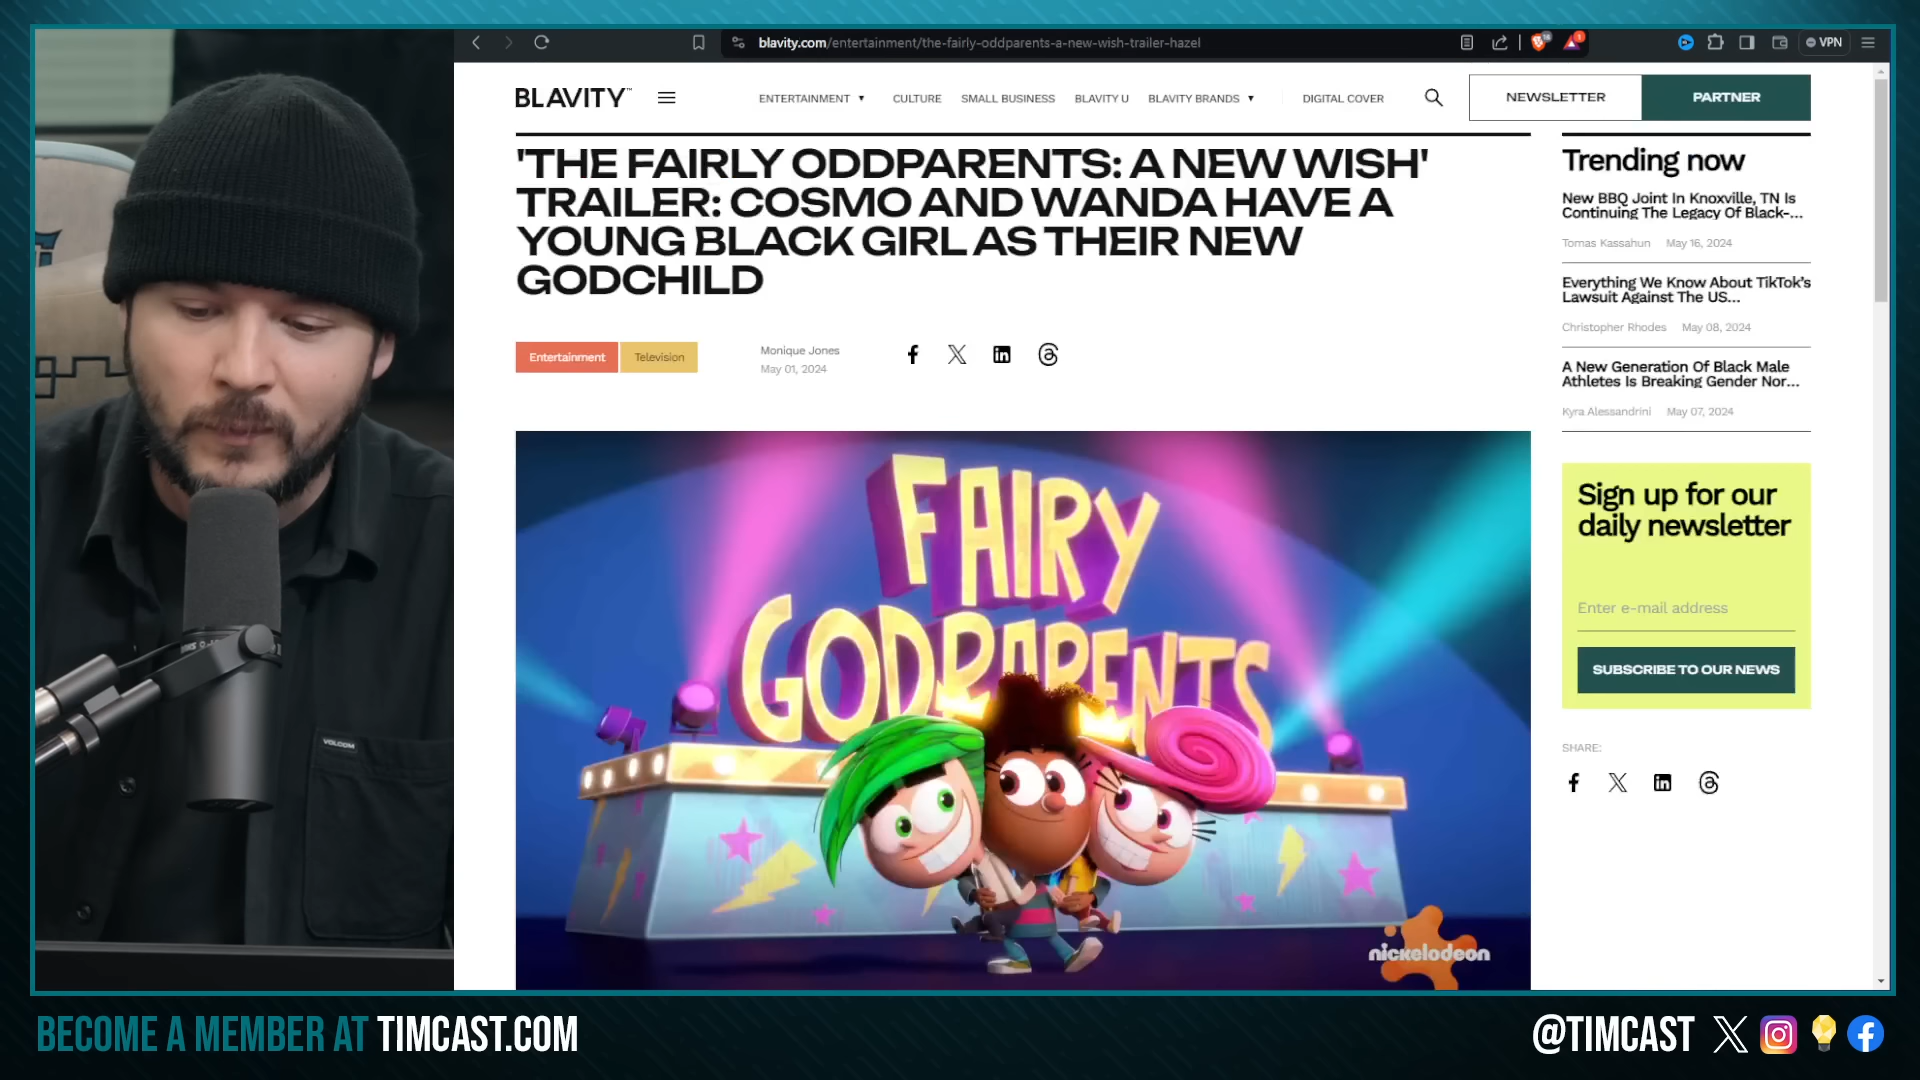 blavity.com/entertainment/the-fairly-oddparents-a-new-wish-trailer-hazel
VPN
BLAVITY™
ENTERTAINMENT
CULTURE
SMALL BUSINESS
BLAVITY U
BLAVITY BRANDS
DIGITAL COVER
NEWSLETTER
PARTNER
'THE FAIRLY ODDPARENTS: A NEW WISH'
TRAILER: COSMO AND WANDA HAVE A
YOUNG BLACK GIRL AS THEIR NEW
GODCHILD
Entertainment
Television
Monique Jones
May 01, 2024
FAIRY
GODPARENTS
nickelodeon
Trending now
New BBQ Joint In Knoxville, TN Is
Continuing The Legacy Of Black-...
Tomas Kassahun May 16, 2024
Everything We Know About TikTok's
Lawsuit Against The US...
Christopher Rhodes May 08, 2024
A New Generation Of Black Male
Athletes Is Breaking Gender Nor...
Kyra Alessandrini May 07, 2024
Sign up for our
daily newsletter
Enter e-mail address
SUBSCRIBE TO OUR NEWS
SHARE:
VOLCOM
BECOME A MEMBER AT TIMCAST.COM
@TIMCAST